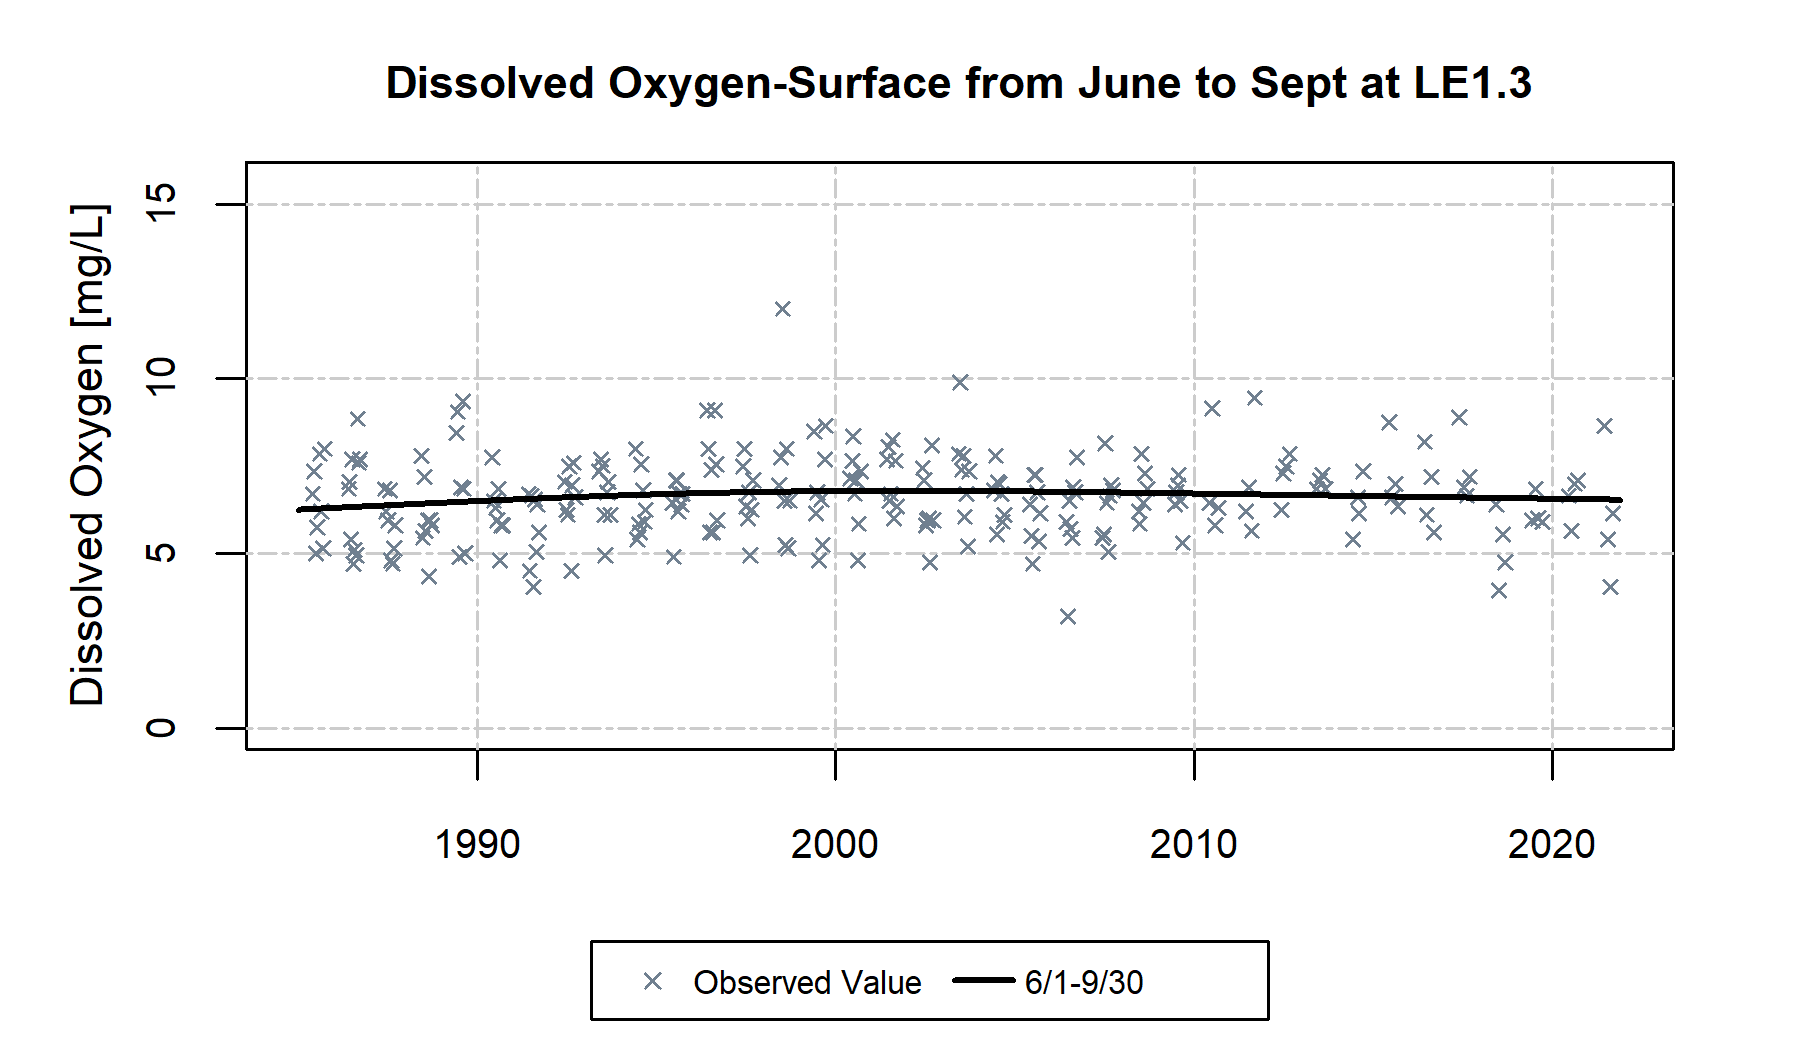 Dissolved Oxygen-Surface from June to Sept at LE1.3
Dissolved Oxygen [mg/L]
15
10
5
0
1990 2000 2010 2020
Observed Value 6/1-9/30